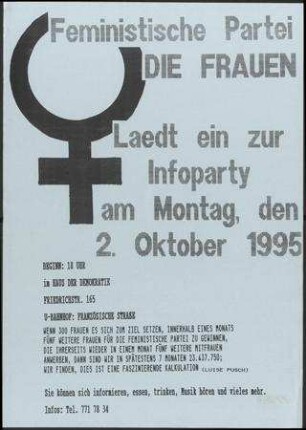 Feministische Partei
DIE FRAUEN
Laedt ein zur
Infoparty
am Montag, den
2. Oktober 1995
BEGINN: 18 UHR
im HAUS DER DEMOKRATIE
FRIEDRICHSTR. 165
U-BAHNHOF: FRANZÖSISCHE STRAßE
WENN 300 FRAUEN ES SICH ZUM ZIEL SETZEN, INNERHALB EINES MONATS
FÜNF WEITERE FRAUEN FÜR DIE FEMINISTISCHE PARTEI ZU GEWINNEN,
DIE IHRERSEITS WIEDER IN EINEM MONAT FÜNF WEITERE MITFRAUEN
ANWERBEN, DANN SIND WIR IN SPÄTESTENS 7 MONATEN 23.437.750;
WIR FINDEN, DIES IST EINE FASZINIERENDE KALKULATION (LUISE PUSCH)
Sie können sich informieren, essen, trinken, Musik hören und vieles mehr.
Infos: Tel. 771 78 34